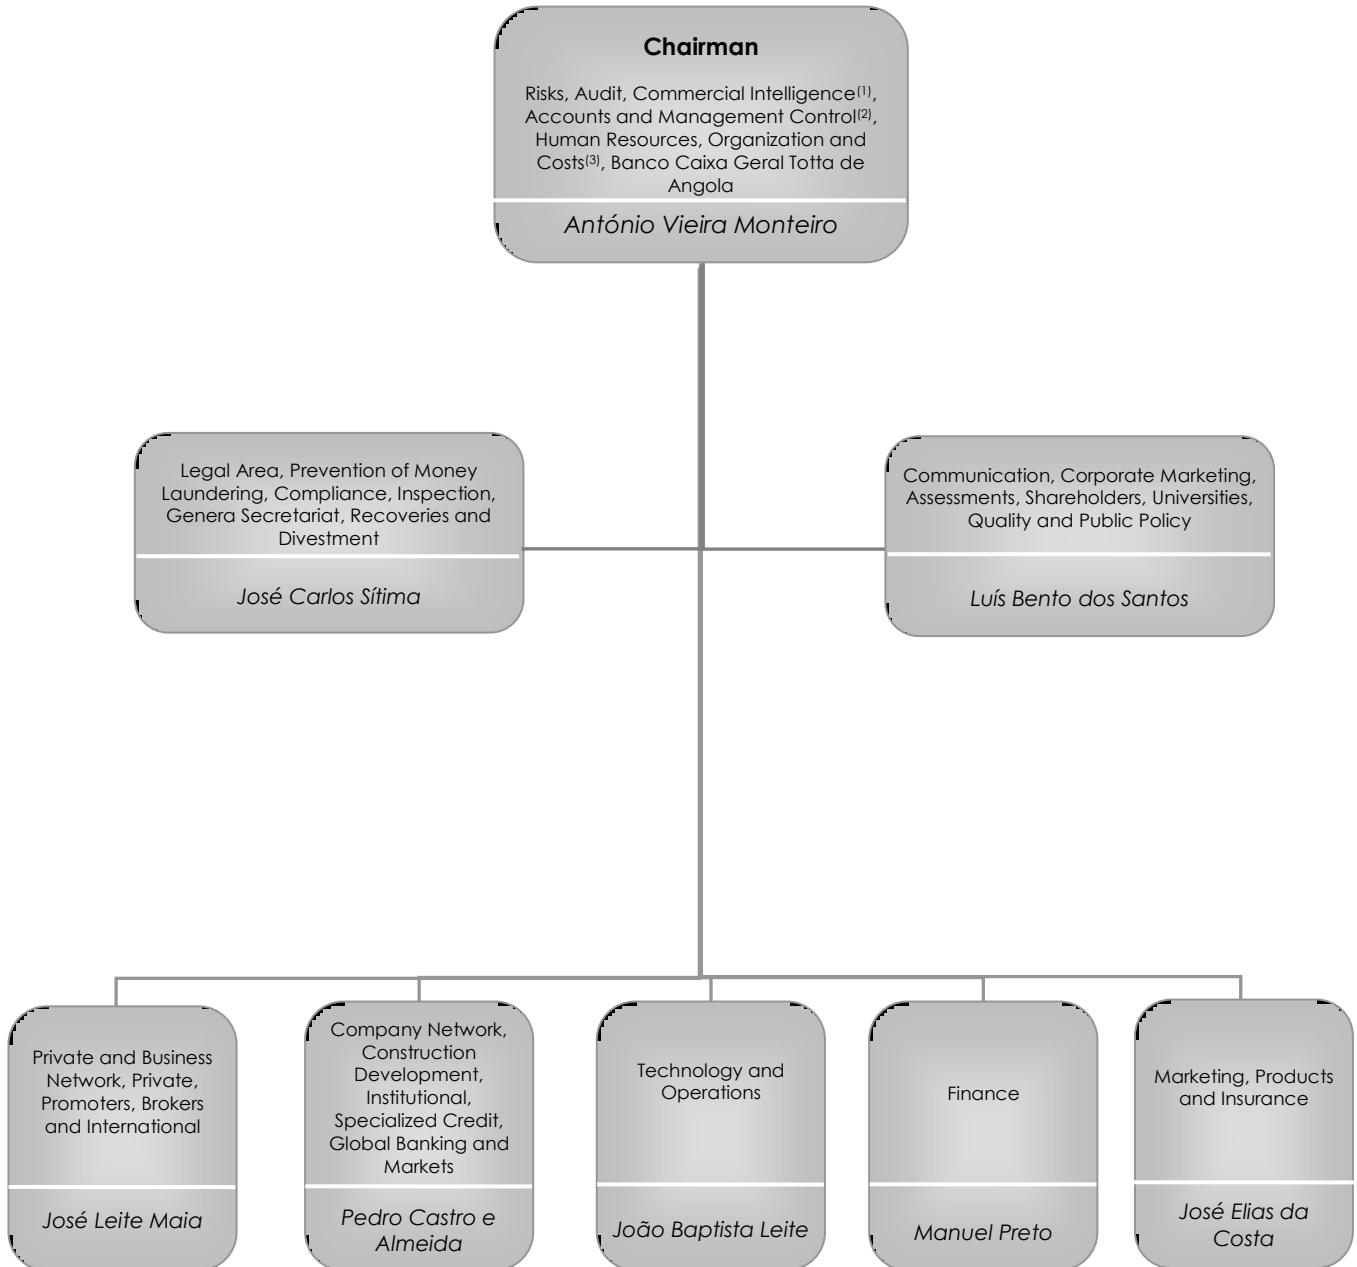 Chairman
Risks, Audit, Commercial Intelligence(1),
Accounts and Management Control(2),
Human Resources, Organization and
Costs(3), Banco Caixa Geral Totta de
Angola
António Vieira Monteiro
Legal Area, Prevention of Money
Laundering, Compliance, Inspection,
Genera Secretariat, Recoveries and
Divestment
José Carlos Sítima
Communication, Corporate Marketing,
Assessments, Shareholders, Universities,
Quality and Public Policy
Luís Bento dos Santos
Private and Business
Network, Private,
Promoters, Brokers
and International
José Leite Maia
Company Network,
Construction
Development,
Institutional,
Specialized Credit,
Global Banking and
Markets
Pedro Castro e
Almeida
Technology and
Operations
João Baptista Leite
Finance
Manuel Preto
Marketing, Products
and Insurance
José Elias da
Costa